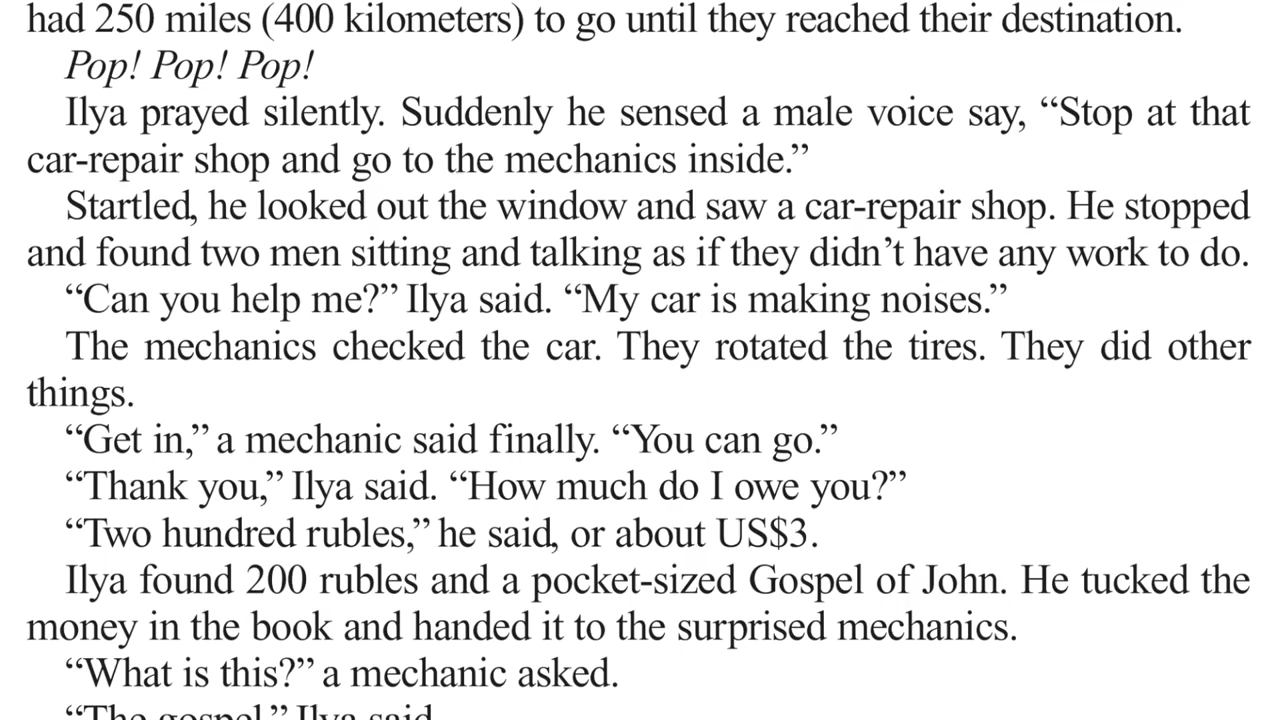 had 250 miles (400 kilometers) to go until they reached their destination.
Pop! Pop! Pop!
Ilya prayed silently. Suddenly he sensed a male voice say, “Stop at that
car-repair shop and go to the mechanics inside.”
Startled, he looked out the window and saw a car-repair shop. He stopped
and found two men sitting and talking as if they didn’t have any work to do.
“Can you help me?” Ilya said. “My car is making noises.”
The mechanics checked the car. They rotated the tires. They did other
things.
“Get in,” a mechanic said finally. “You can go.”
“Thank you,” Ilya said. “How much do I owe you?”
“Two hundred rubles,” he said, or about US$3.
Ilya found 200 rubles and a pocket-sized Gospel of John. He tucked the
money in the book and handed it to the surprised mechanics.
“What is this?” a mechanic asked.
“The gospel,” Ilya said